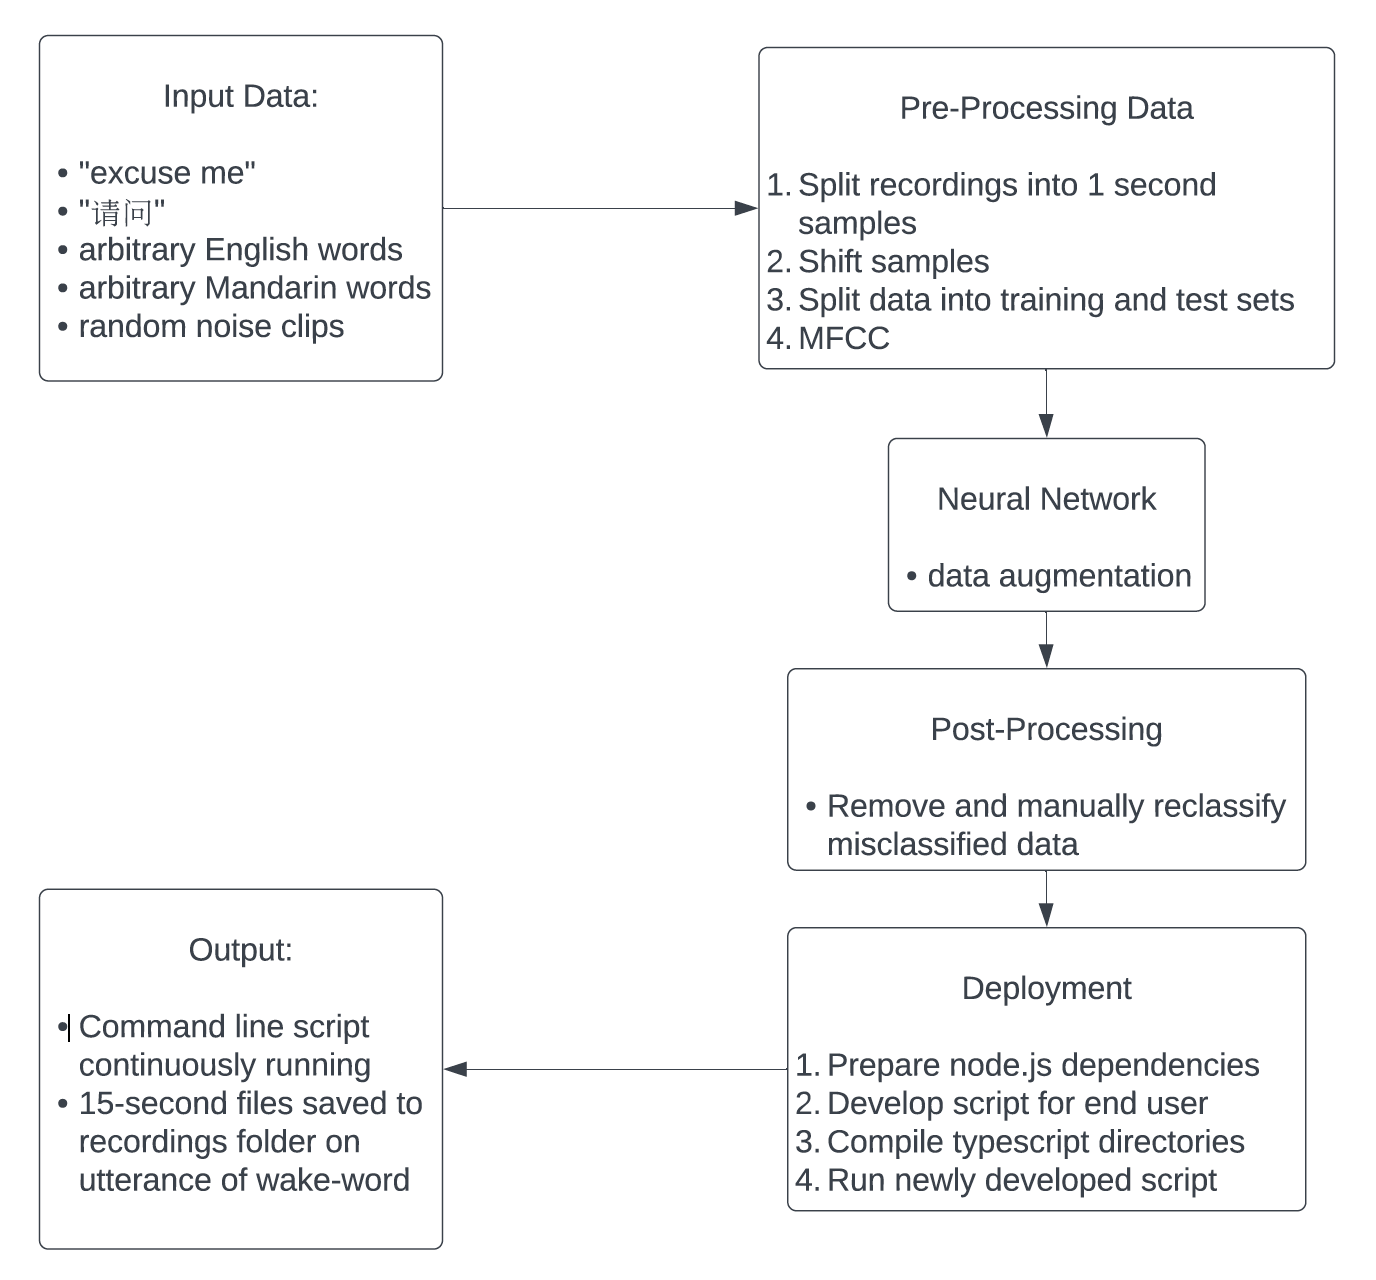 Input Data:
• "excuse me"
• "请问"
• arbitrary English words
• arbitrary Mandarin words
• random noise clips
Pre-Processing Data
1. Split recordings into 1 second
samples
2. Shift samples
3. Split data into training and test sets
4. MFCC
Neural Network
• data augmentation
Post-Processing
• Remove and manually reclassify
misclassified data
Deployment
1. Prepare node.js dependencies
2. Develop script for end user
3. Compile typescript directories
4. Run newly developed script
Output:
• Command line script
continuously running
• 15-second files saved to
recordings folder on
utterance of wake-word